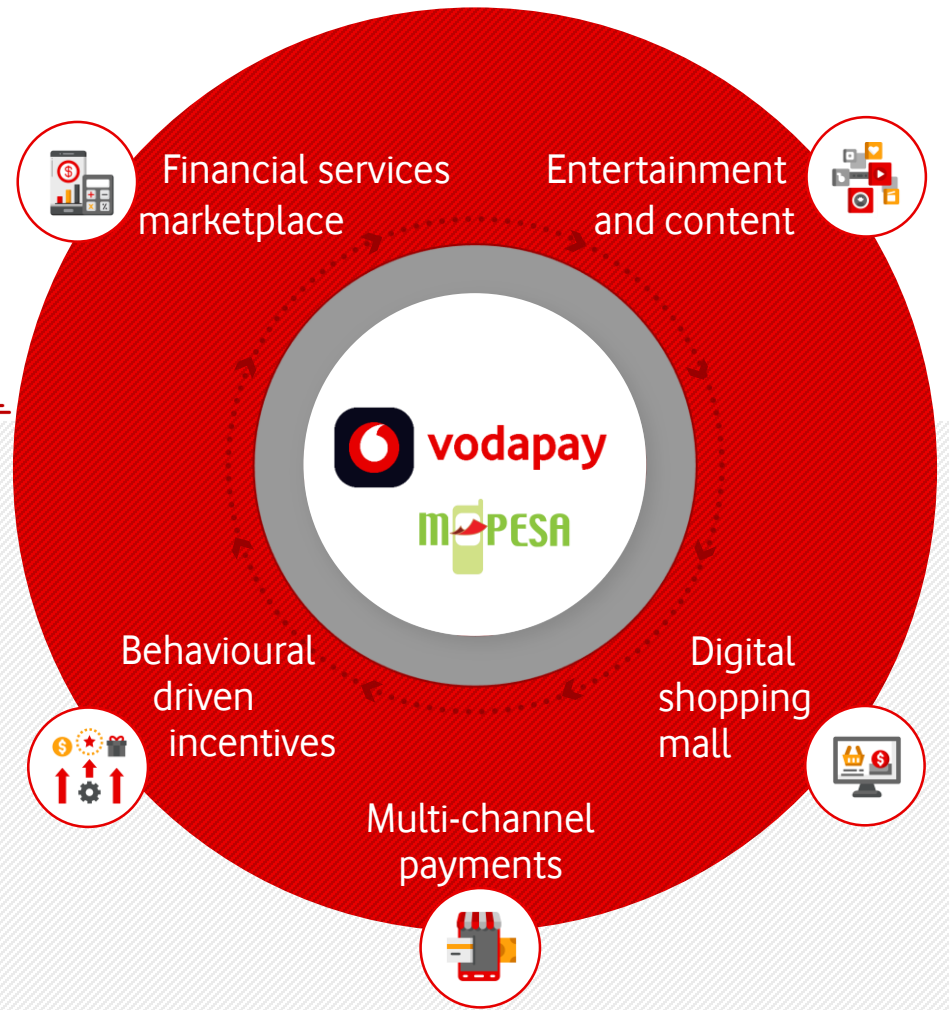 Financial services
marketplace
Entertainment
and content
vodapay
M-PESA
Behavioural
driven
incentives
Digital
shopping
mall
Multi-channel
payments